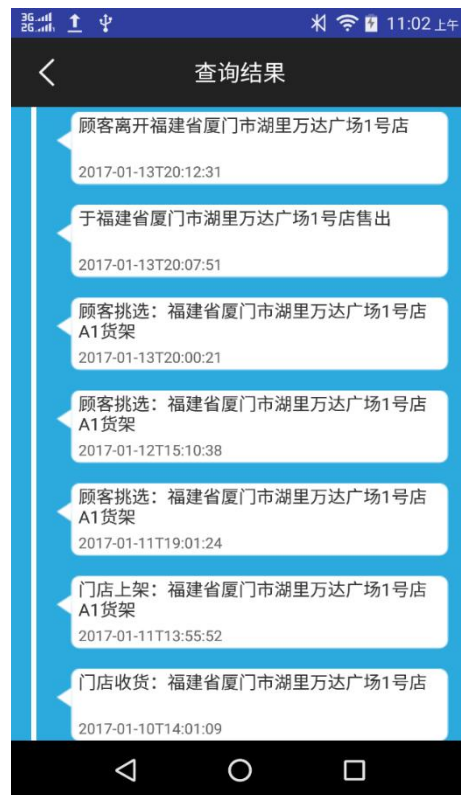 3G
2G
11:02 上午
查询结果
顾客离开福建省厦门市湖里万达广场1号店
2017-01-13T20:12:31
于福建省厦门市湖里万达广场1号店售出
2017-01-13T20:07:51
顾客挑选：福建省厦门市湖里万达广场1号店
A1货架
2017-01-13T20:00:21
顾客挑选：福建省厦门市湖里万达广场1号店
A1货架
2017-01-12T15:10:38
顾客挑选：福建省厦门市湖里万达广场1号店
A1货架
2017-01-11T19:01:24
门店上架：福建省厦门市湖里万达广场1号店
A1货架
2017-01-11T13:55:52
门店收货：福建省厦门市湖里万达广场1号店
2017-01-10T14:01:09